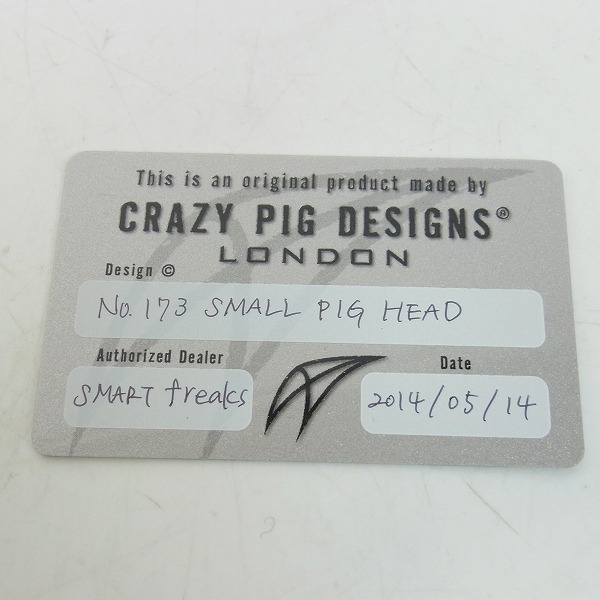 This is an original product made by
CRAZY PIG DESIGNS®
LONDON
Design ©
No. 173 SMALL PIG HEAD
Authorized Dealer
Date
SMART freaks
2014/05/14